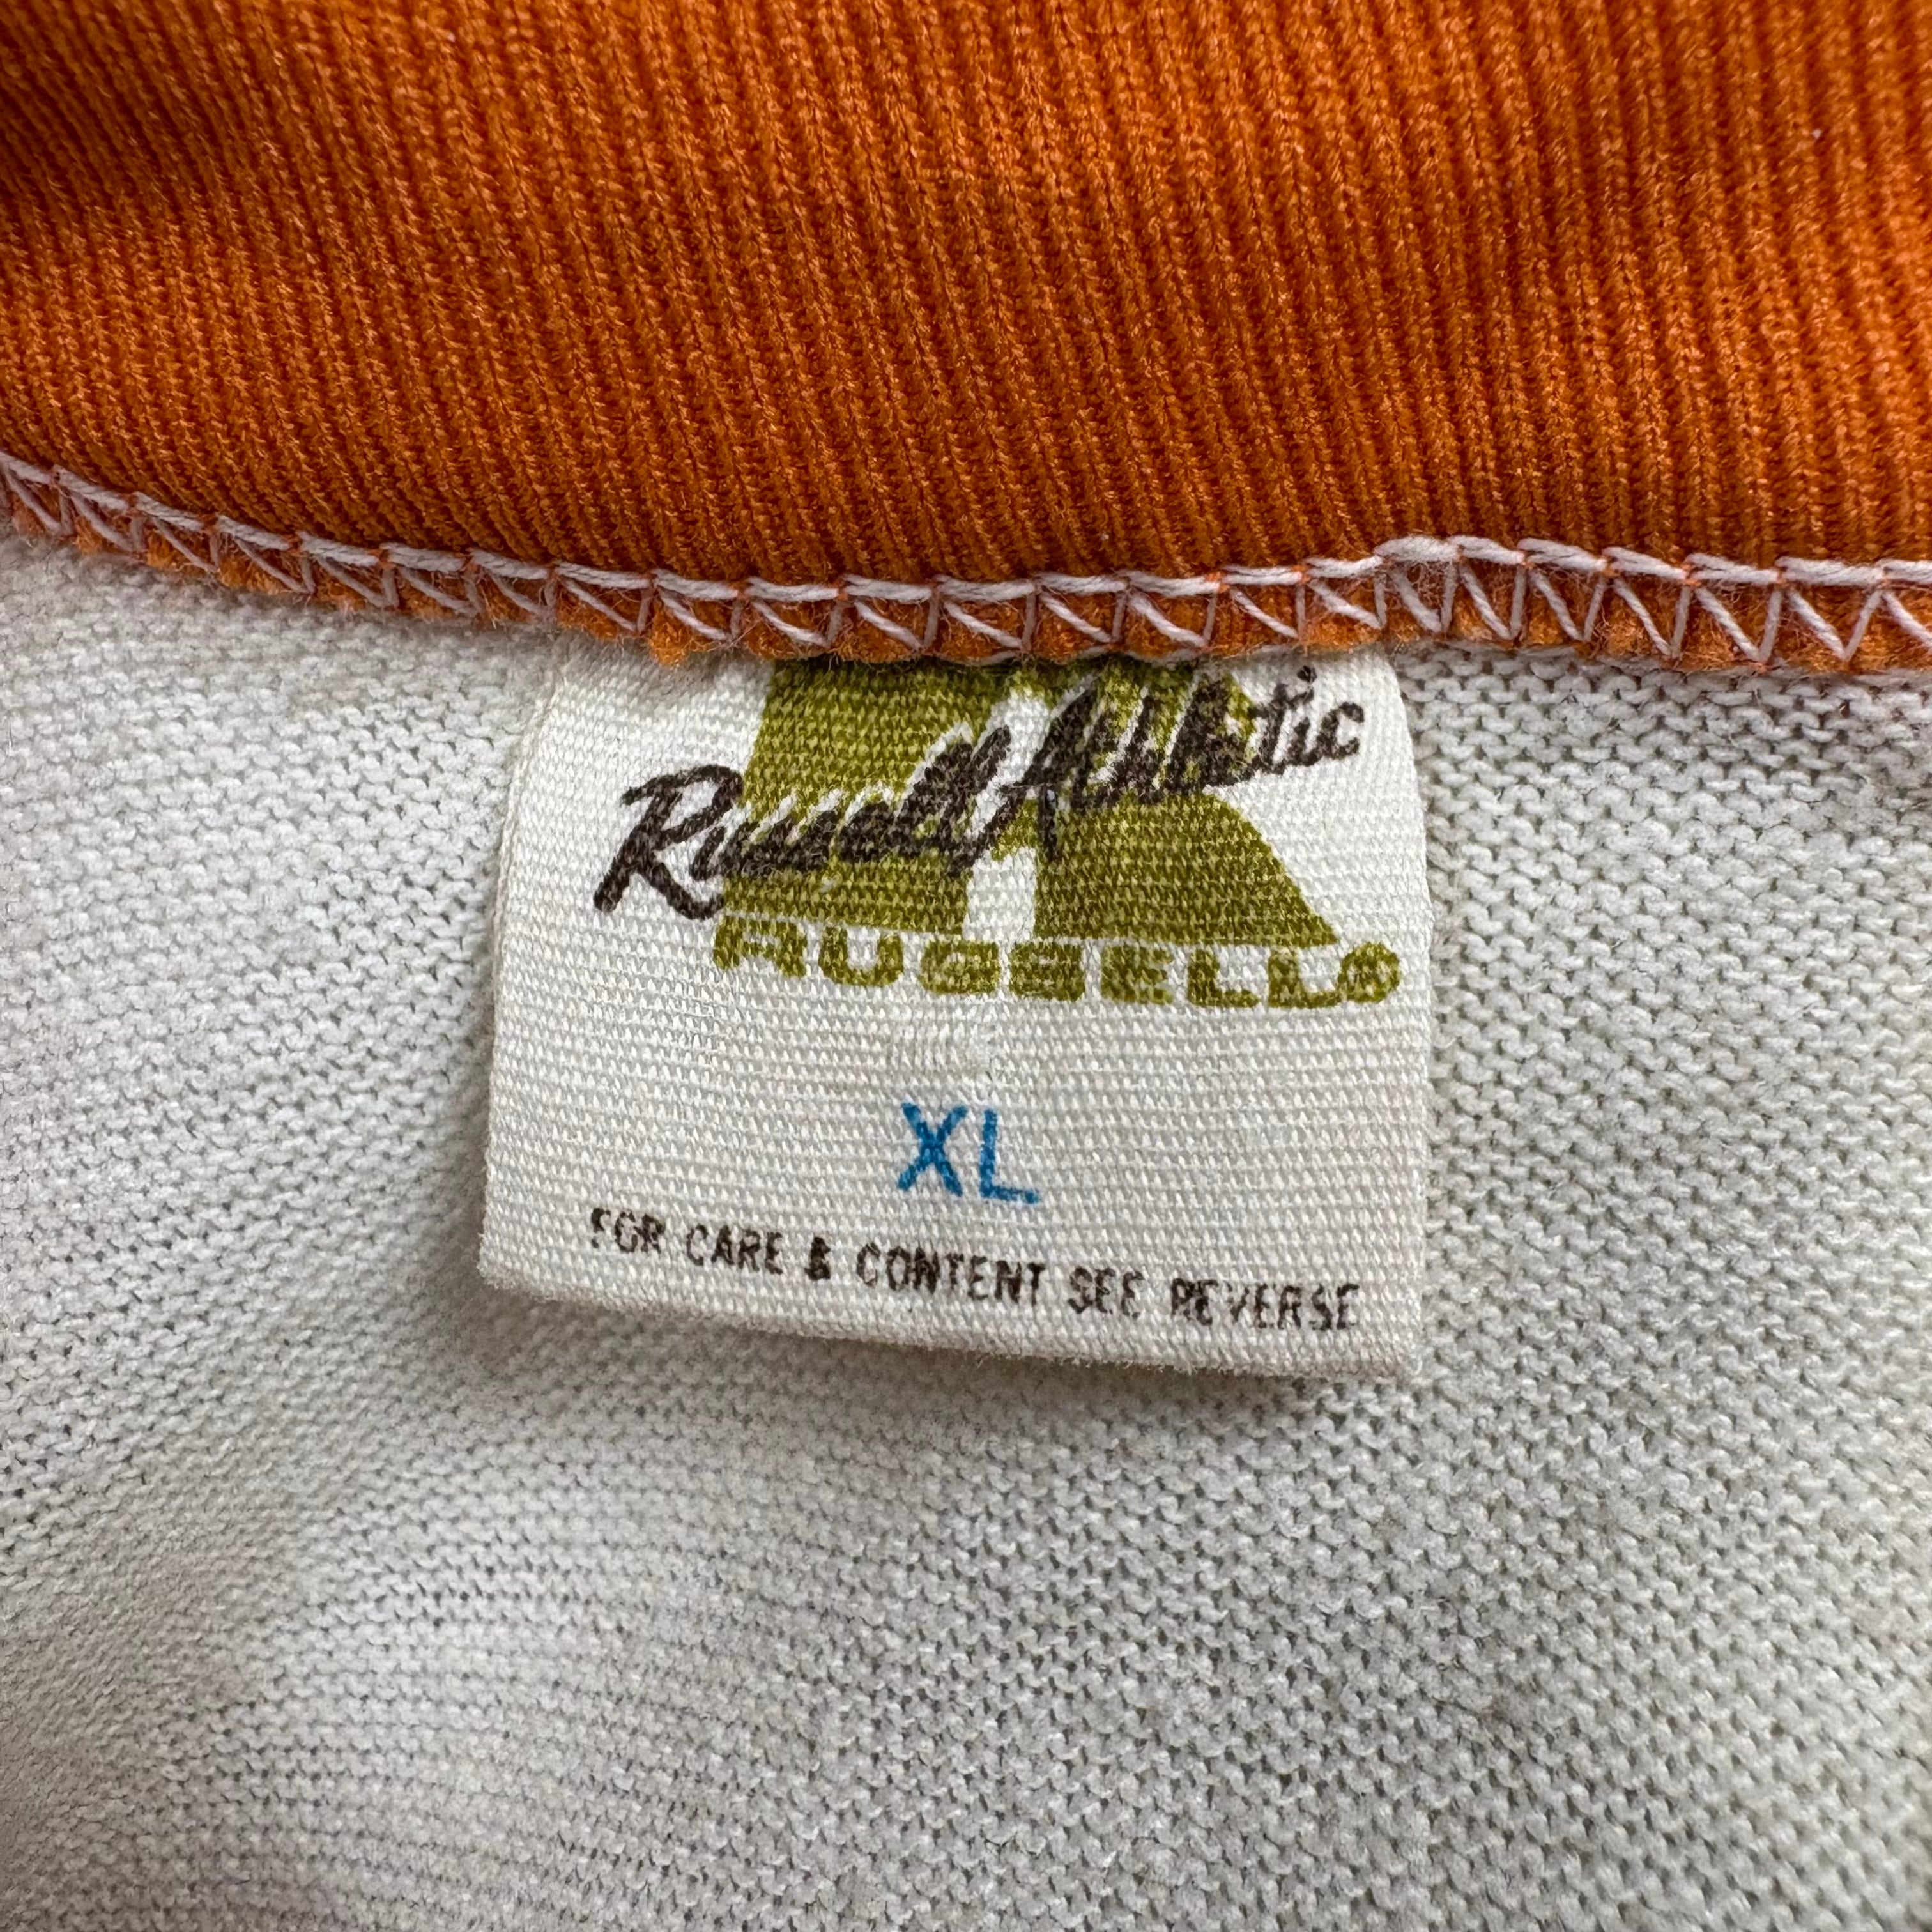 Russell Athletic
RUSSELL®
XL
FOR CARE & CONTENT SEE REVERSE